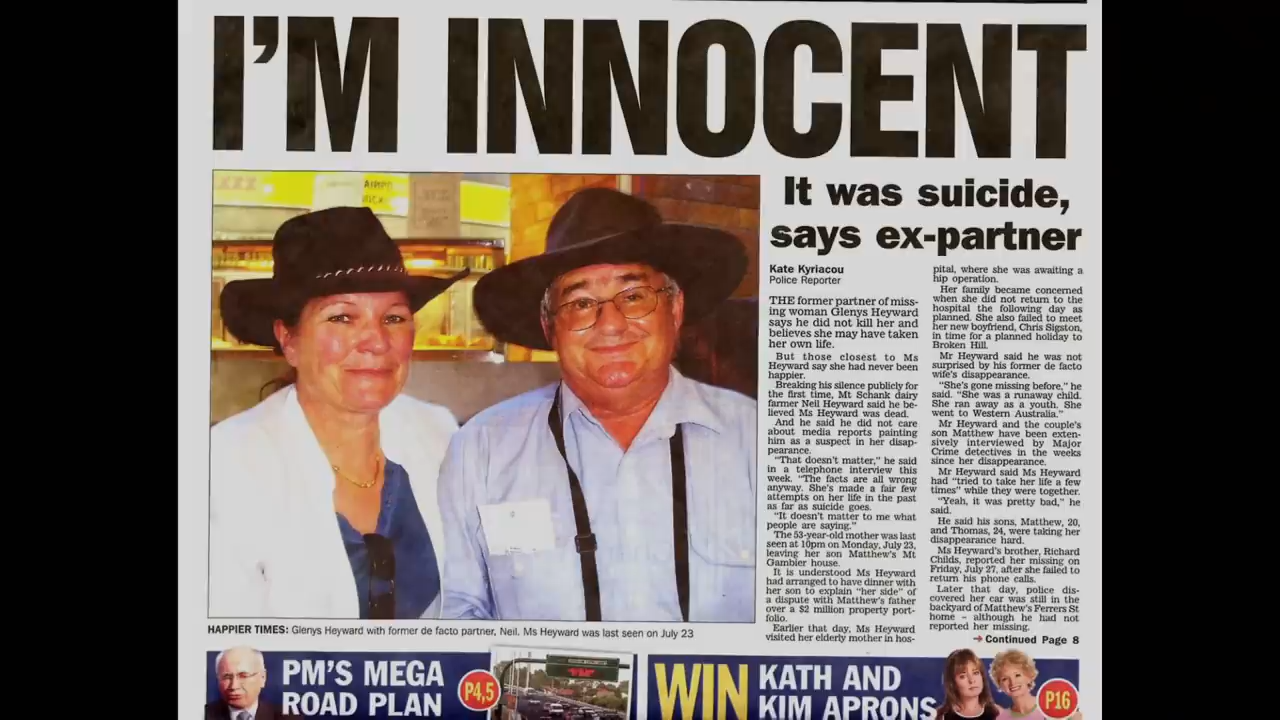 I'M INNOCENT
It was suicide,
says ex-partner
Kate Kyriacou
Police Reporter
THE former partner of miss-
ing woman Glenys Heyward
says he did not kill her and
believes she may have taken
her own life.
But those closest to Ms
Heyward say she had never been
happier.
Breaking his silence publicly for
the first time, Mt Schank dairy
farmer Neil Heyward said he be-
lieved Ms Heyward was dead.
And he said he did not care
about media reports painting
him as a suspect in her disap-
pearance.
"That doesn't matter," he said
in a telephone interview this
week. "The facts are all wrong
anyway. She's made a fair few
attempts on her life in the past
as far as suicide goes.
"It doesn't matter to me what
people are saying."
The 53-year-old mother was last
seen at 10pm on Monday, July 23,
leaving her son Matthew's Mt
Gambier house.
It is understood Ms Heyward
had arranged to have dinner with
her son to explain "her side" of
a dispute with Matthew's father
over a $2 million property port-
folio.
Earlier that day, Ms Heyward
visited her elderly mother in hos-
pital, where she was awaiting a
hip operation.
Her family became concerned
when she did not return to the
hospital the following day as
planned. She also failed to meet
her new boyfriend, Chris Sigston,
in time for a planned holiday to
Broken Hill.
Mr Heyward said he was not
surprised by his former de facto
wife's disappearance.
"She's gone missing before," he
said. "She was a runaway child.
She ran away as a youth. She
went to Western Australia."
Mr Heyward and the couple's
son Matthew have been exten-
sively interviewed by Major
Crime detectives in the weeks
since her disappearance.
Mr Heyward said Ms Heyward
had "tried to take her life a few
times" while they were together.
"Yeah, it was pretty bad," he
said.
He said his sons, Matthew, 20,
and Thomas, 24, were taking her
disappearance hard.
Ms Heyward's brother, Richard
Childs, reported her missing on
Friday, July 27, after she failed to
return his phone calls.
Later that day, police dis-
covered her car was still in the
backyard of Matthew's Ferrers St
home – although he had not
reported her missing.
Continued Page 8
HAPPIER TIMES: Glenys Heyward with former de facto partner, Neil. Ms Heyward was last seen on July 23
PM'S MEGA
ROAD PLAN
P4,5
WIN
KATH AND
KIM APRONS
P16